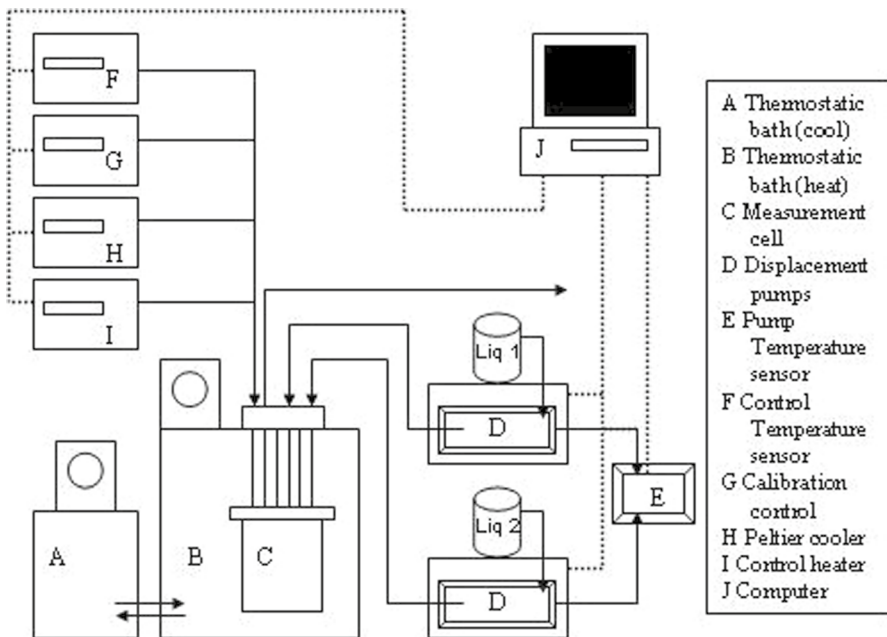 F
G
H
I
J
Liq 1
D
Liq 2
D
E
A
B
C
A Thermostatic
bath (cool)
B Thermostatic
bath (heat)
C Measurement
cell
D Displacement
pumps
E Pump
Temperature
sensor
F Control
Temperature
sensor
G Calibration
control
H Peltier cooler
I Control heater
J Computer